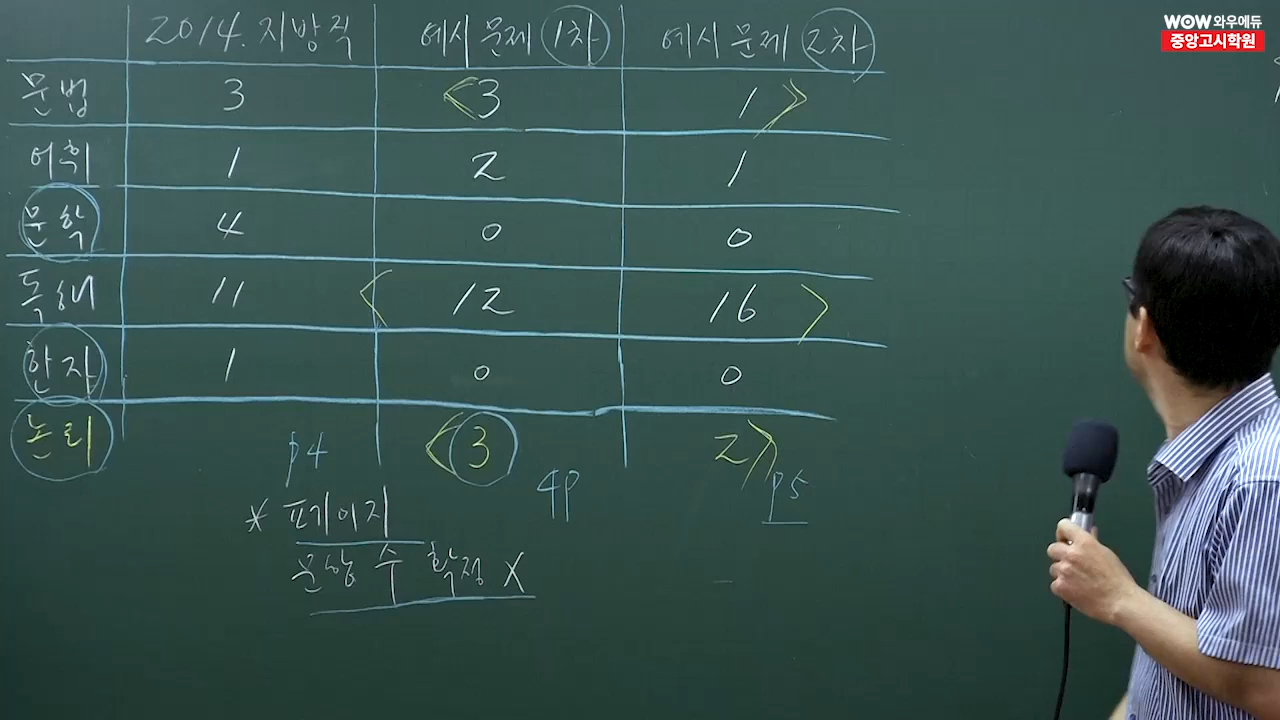 WOW 와우에듀
중앙고시학원
2014. 지방직 예시 문제 1차 예시 문제 2차
문법 3 <3 1>
어휘 1 2 1
문학 4 0 0
독해 11 <12 16>
한자 1 0 0
논리 <3 2>
p4 4p p5
* 페이지
문항 수 확정 X